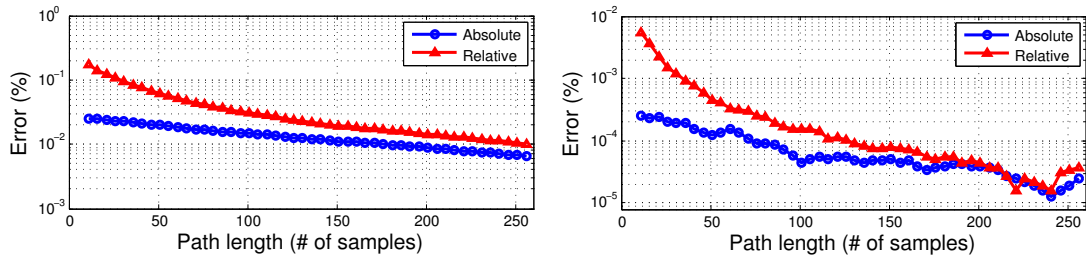 10^0
10^-1
10^-2
10^-3
Error (%)
0
50
100
150
200
250
Path length (# of samples)
Absolute
Relative
10^-2
10^-3
10^-4
10^-5
Error (%)
0
50
100
150
200
250
Path length (# of samples)
Absolute
Relative